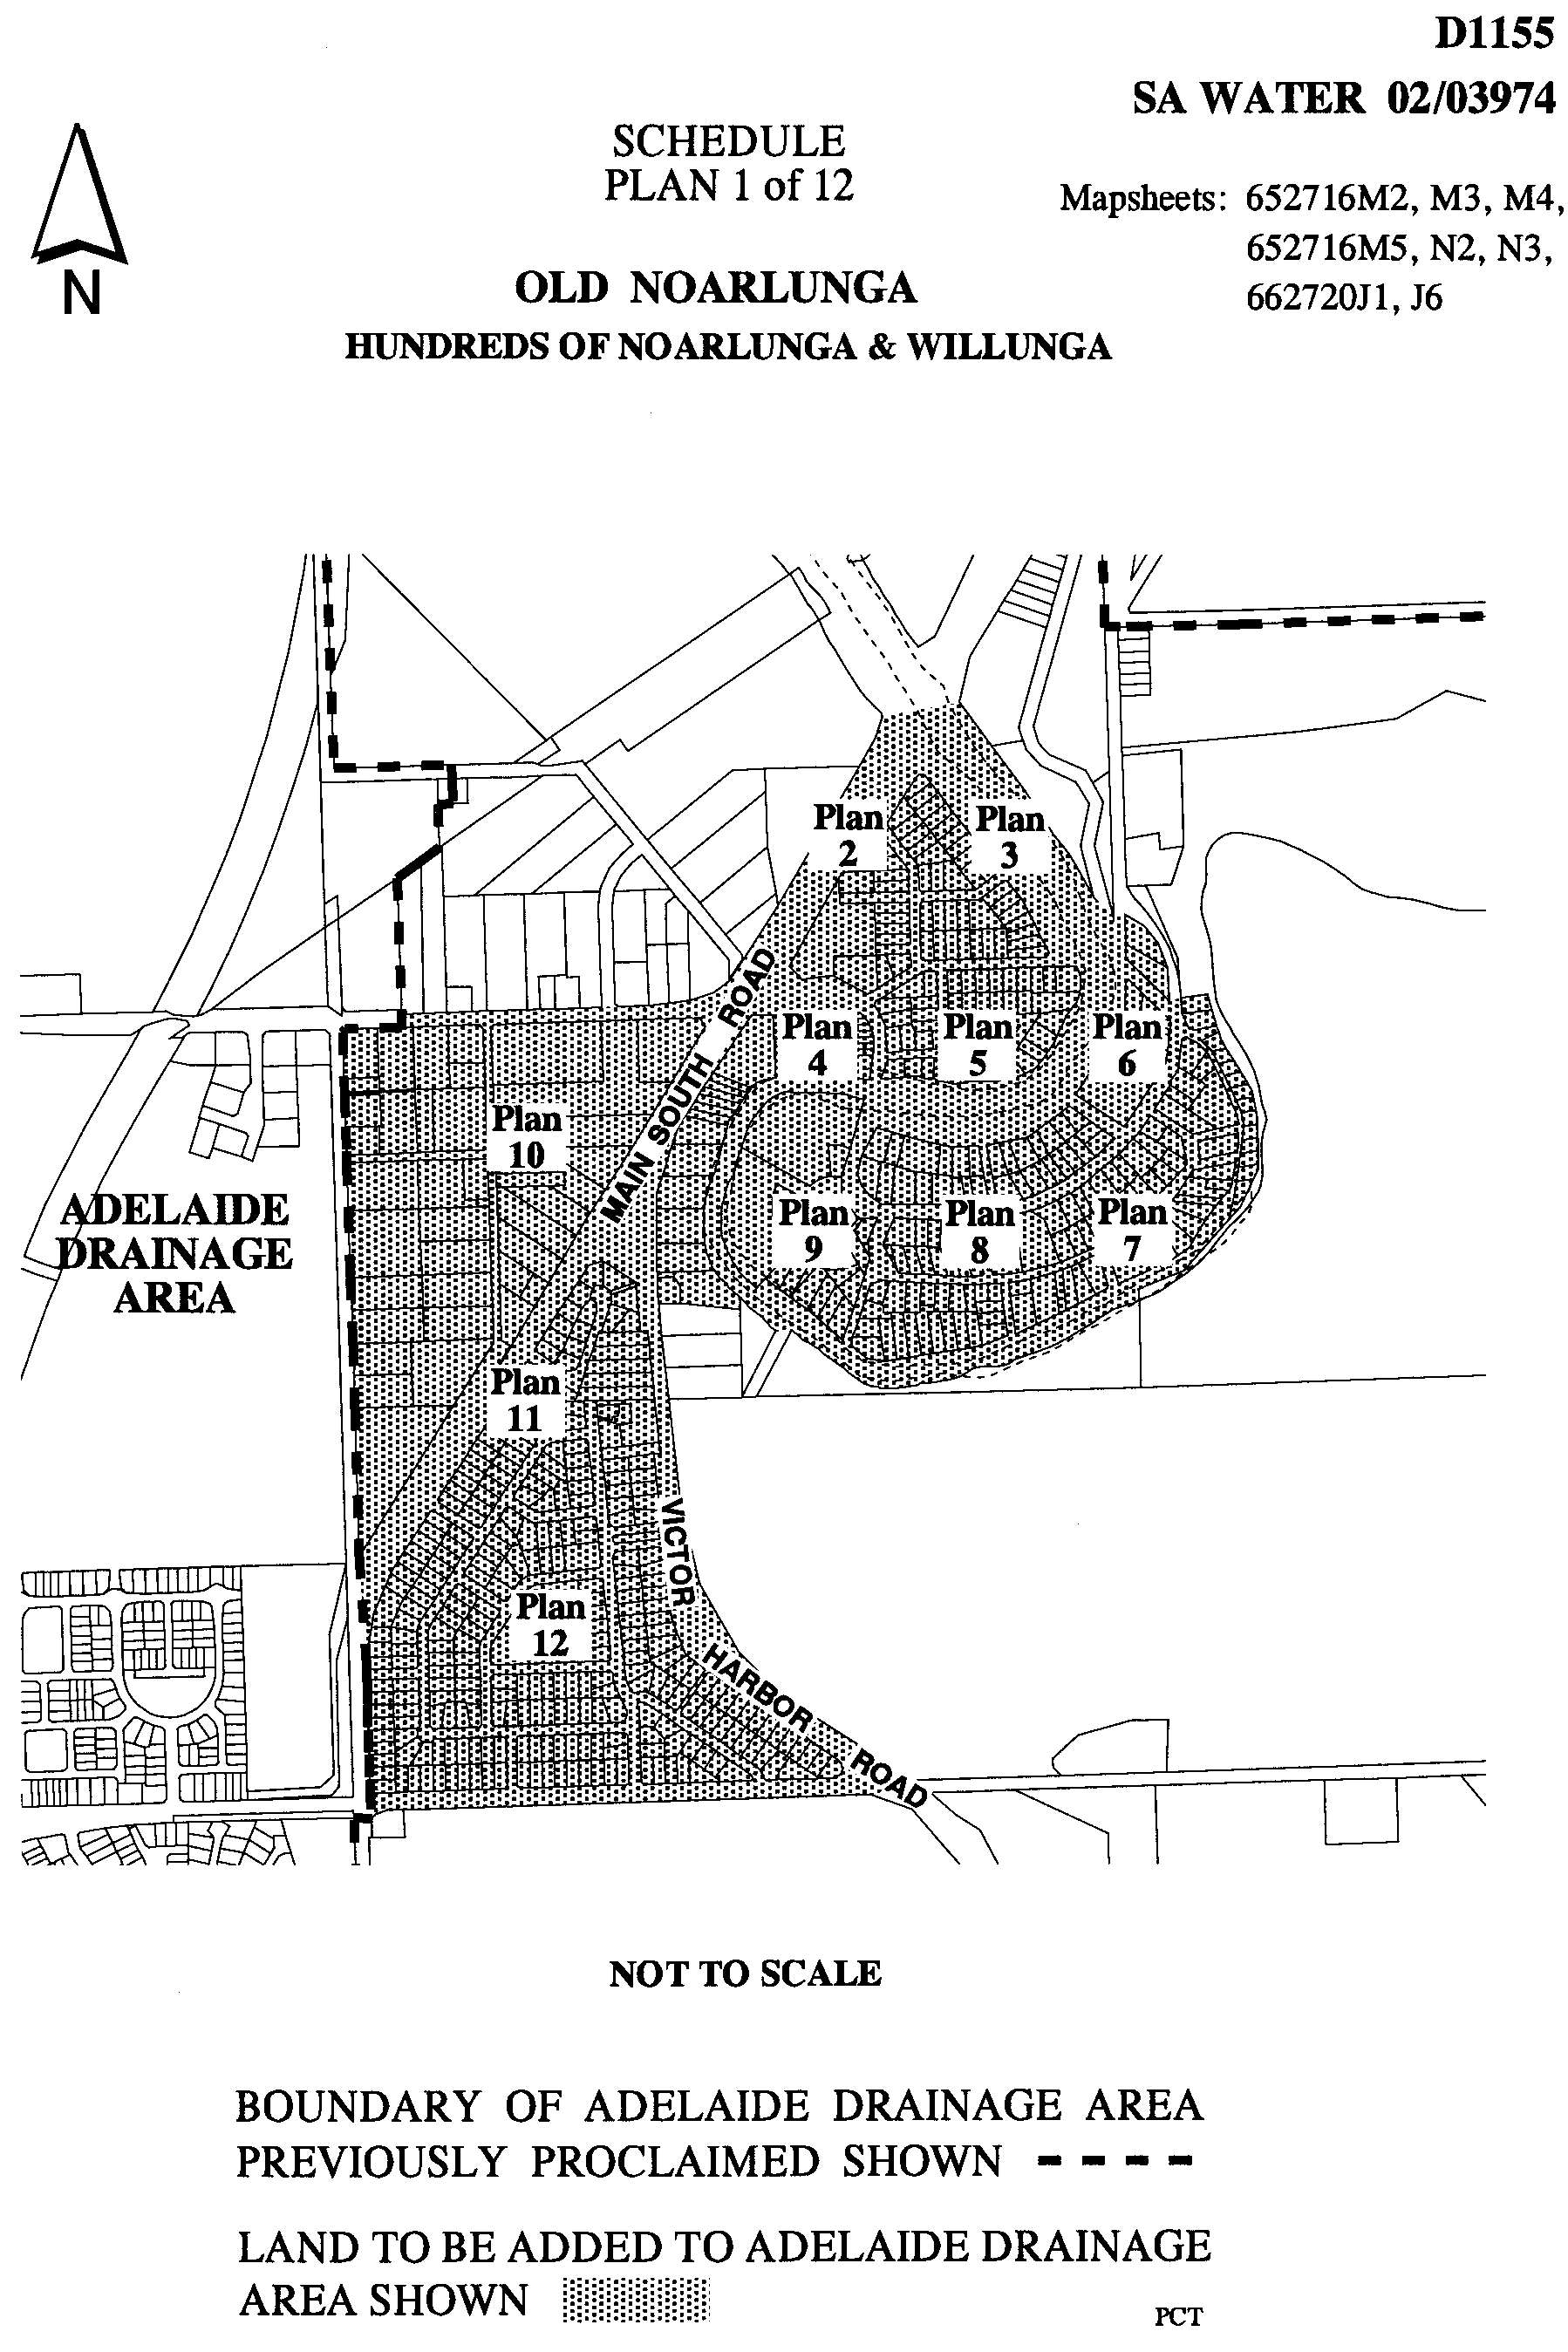 D1155
SA WATER 02/03974
SCHEDULE
PLAN 1 of 12
Mapsheets: 652716M2, M3, M4,
652716M5, N2, N3,
662720J1, J6
N
OLD NOARLUNGA
HUNDREDS OF NOARLUNGA & WILLUNGA
Plan
2
Plan
3
MAIN SOUTH ROAD
Plan
4
Plan
5
Plan
6
Plan
10
ADELAIDE
DRAINAGE
AREA
Plan
9
Plan
8
Plan
7
Plan
11
VICTOR HARBOR ROAD
Plan
12
NOT TO SCALE
BOUNDARY OF ADELAIDE DRAINAGE AREA
PREVIOUSLY PROCLAIMED SHOWN
LAND TO BE ADDED TO ADELAIDE DRAINAGE
AREA SHOWN
PCT